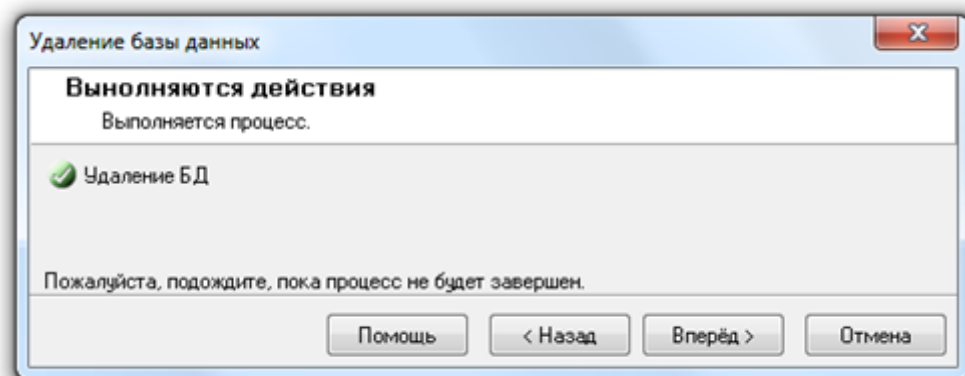 Удаление базы данных
Вынолняются действия
Выполняется процесс.
Удаление БД
Пожалуйста, подождите, пока процесс не будет завершен.
Помощь
< Назад
Вперёд >
Отмена